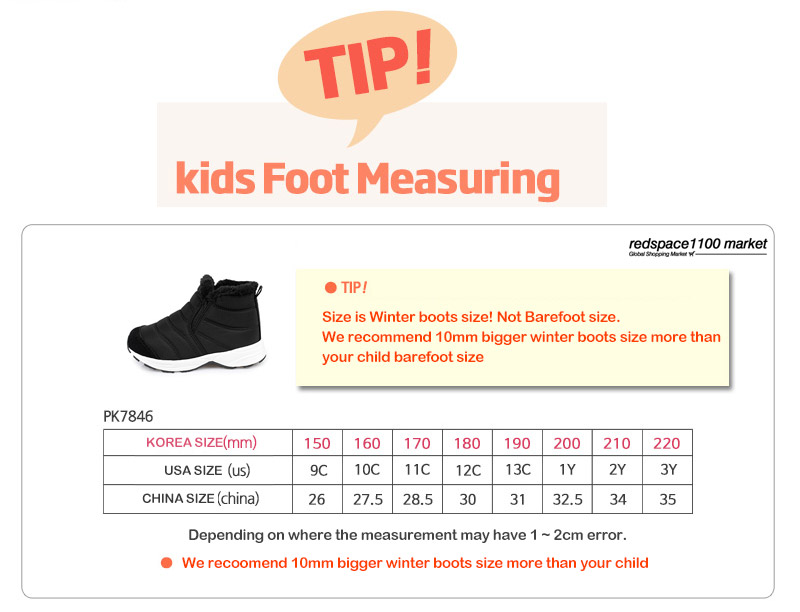 TIP!
kids Foot Measuring
redspace1100 market
Global Shopping Market
● TIP!
Size is Winter boots size! Not Barefoot size.
We recommend 10mm bigger winter boots size more than
your child barefoot size
PK7846
KOREA SIZE(mm) 150 160 170 180 190 200 210 220
USA SIZE (us) 9C 10C 11C 12C 13C 1Y 2Y 3Y
CHINA SIZE (china) 26 27.5 28.5 30 31 32.5 34 35
Depending on where the measurement may have 1 ~ 2cm error.
● We recoomend 10mm bigger winter boots size more than your child